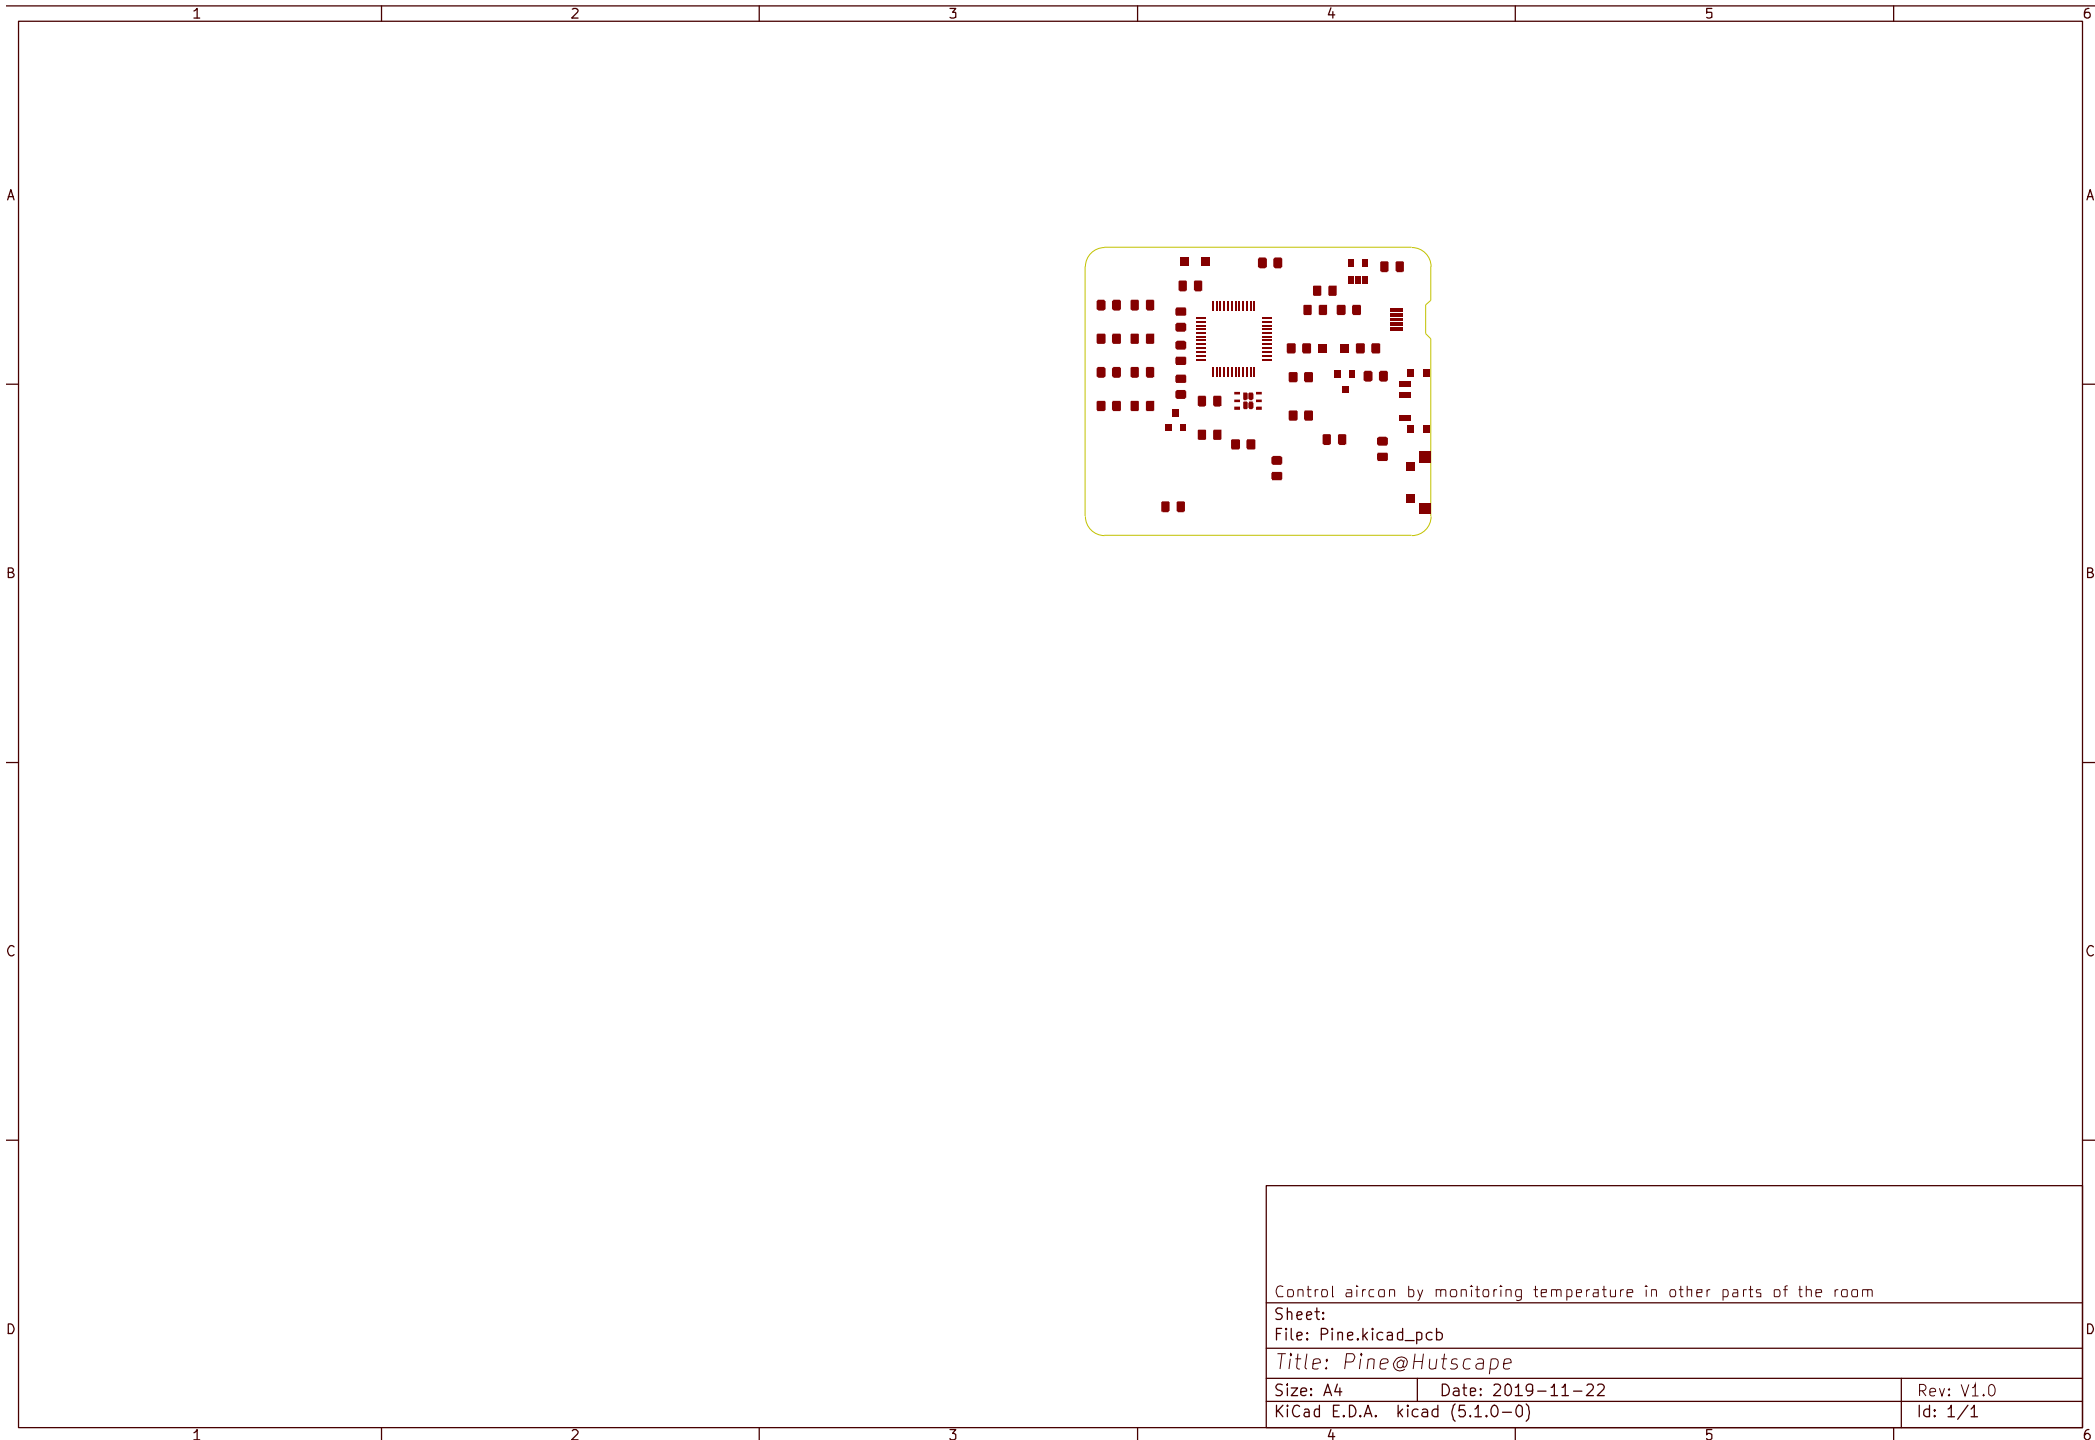 1 2 3 4 5 6
A A
B B
C C
Control aircon by monitoring temperature in other parts of the room
Sheet:
File: Pine.kicad_pcb
D D
Title: Pine@Hutscape
Size: A4 Date: 2019-11-22 Rev: V1.0
KiCad E.D.A. kicad (5.1.0-0) Id: 1/1
1 2 3 4 5 6